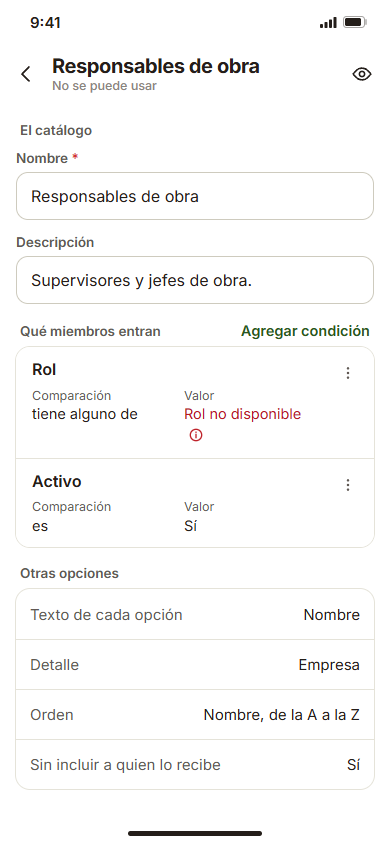 9:41
Responsables de obra
No se puede usar
El catálogo
Nombre *
Responsables de obra
Descripción
Supervisores y jefes de obra.
Qué miembros entran
Agregar condición
Rol
Comparación
Valor
tiene alguno de
Rol no disponible
Activo
Comparación
Valor
es
Sí
Otras opciones
Texto de cada opción
Nombre
Detalle
Empresa
Orden
Nombre, de la A a la Z
Sin incluir a quien lo recibe
Sí